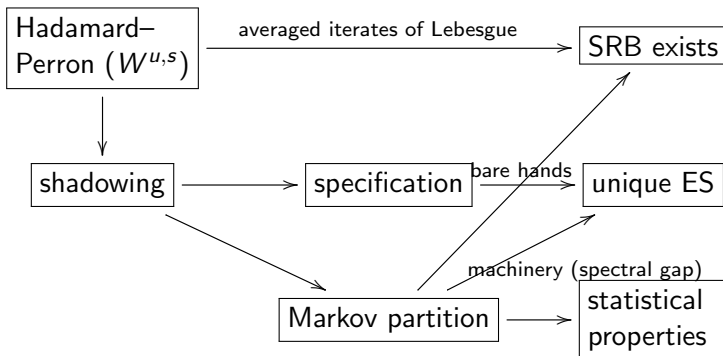 Hadamard–
Perron (W^{u,s})
averaged iterates of Lebesgue
SRB exists
shadowing
specification
bare hands
unique ES
machinery (spectral gap)
Markov partition
statistical
properties